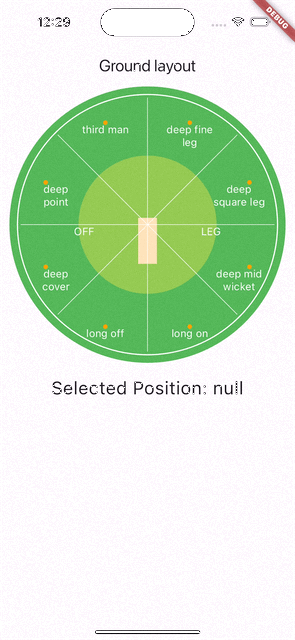 12:29
DEBUG
Ground layout
third man
deep fine
leg
deep
point
deep
square leg
OFF
LEG
deep
cover
deep mid
wicket
long off
long on
Selected Position: null